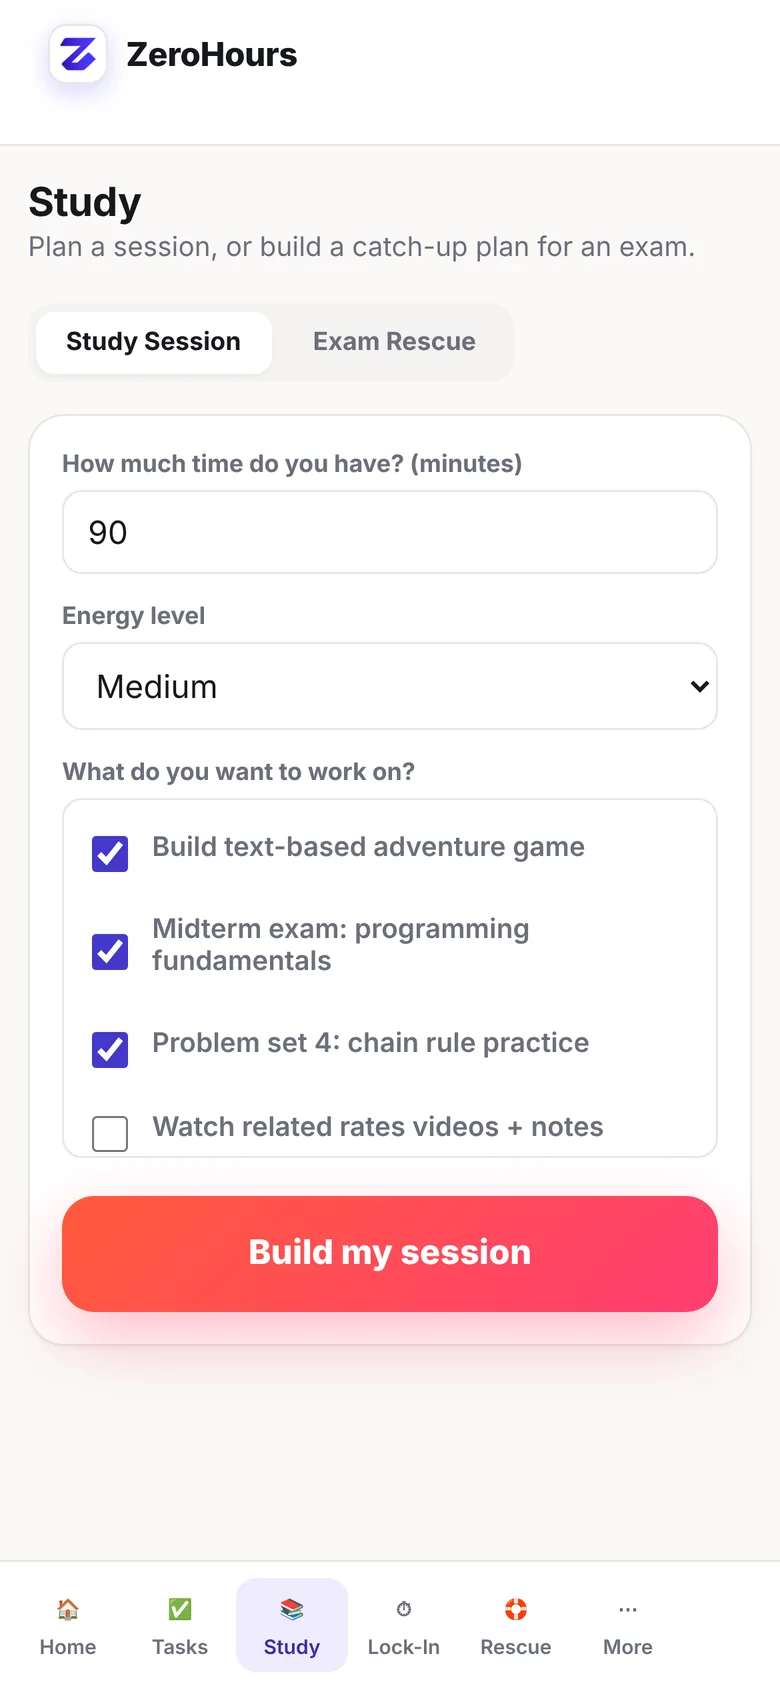 ZeroHours
Study
Plan a session, or build a catch-up plan for an exam.
Study Session
Exam Rescue
How much time do you have? (minutes)
90
Energy level
Medium
What do you want to work on?
Build text-based adventure game
Midterm exam: programming
fundamentals
Problem set 4: chain rule practice
Watch related rates videos + notes
Build my session
Home
Tasks
Study
Lock-In
Rescue
More